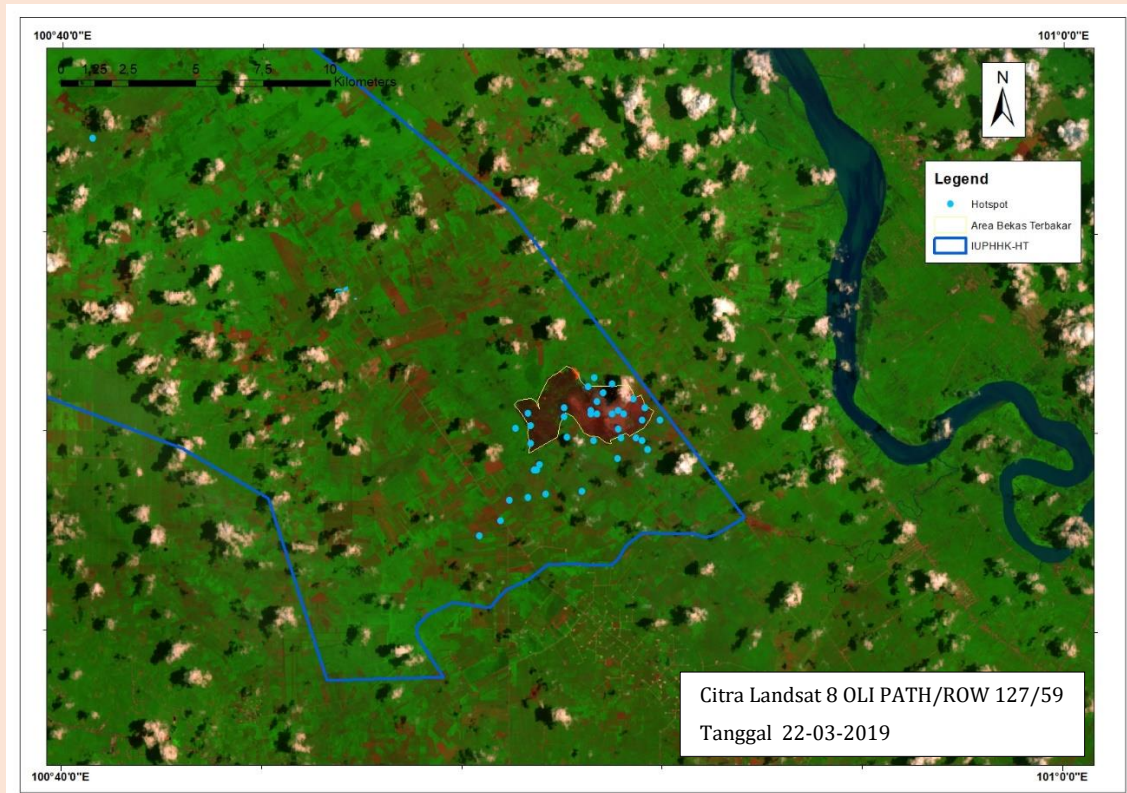 100°40'0"E
101°0'0"E
0 1,25 2,5 5 7,5 10
Kilometers
N
Legend
Hotspot
Area Bekas Terbakar
IUPHHK-HT
Citra Landsat 8 OLI PATH/ROW 127/59
Tanggal 22-03-2019
100°40'0"E
101°0'0"E